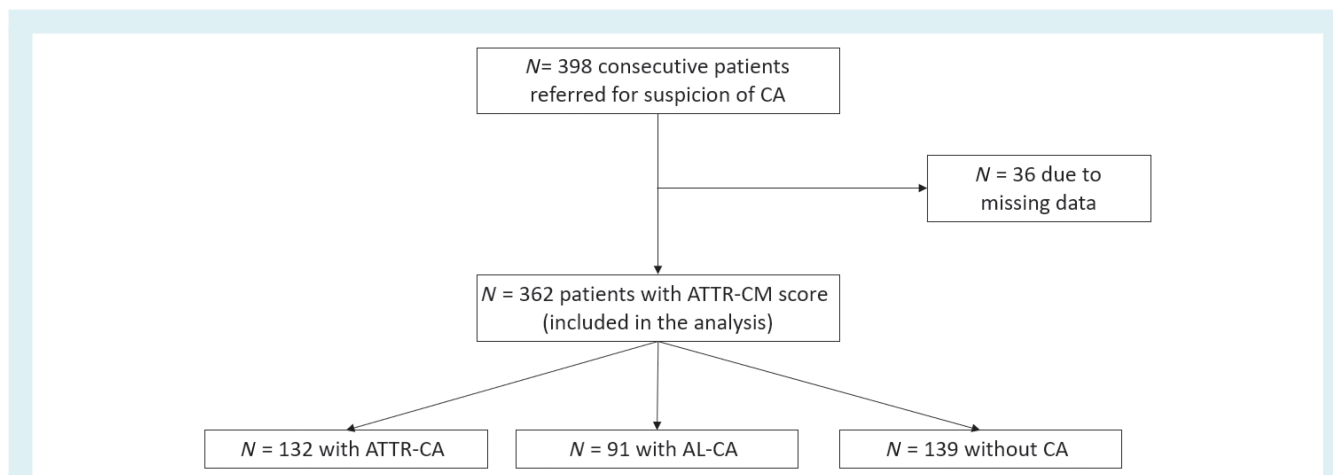 N= 398 consecutive patients
referred for suspicion of CA
N = 36 due to
missing data
N = 362 patients with ATTR-CM score
(included in the analysis)
N = 132 with ATTR-CA
N = 91 with AL-CA
N = 139 without CA